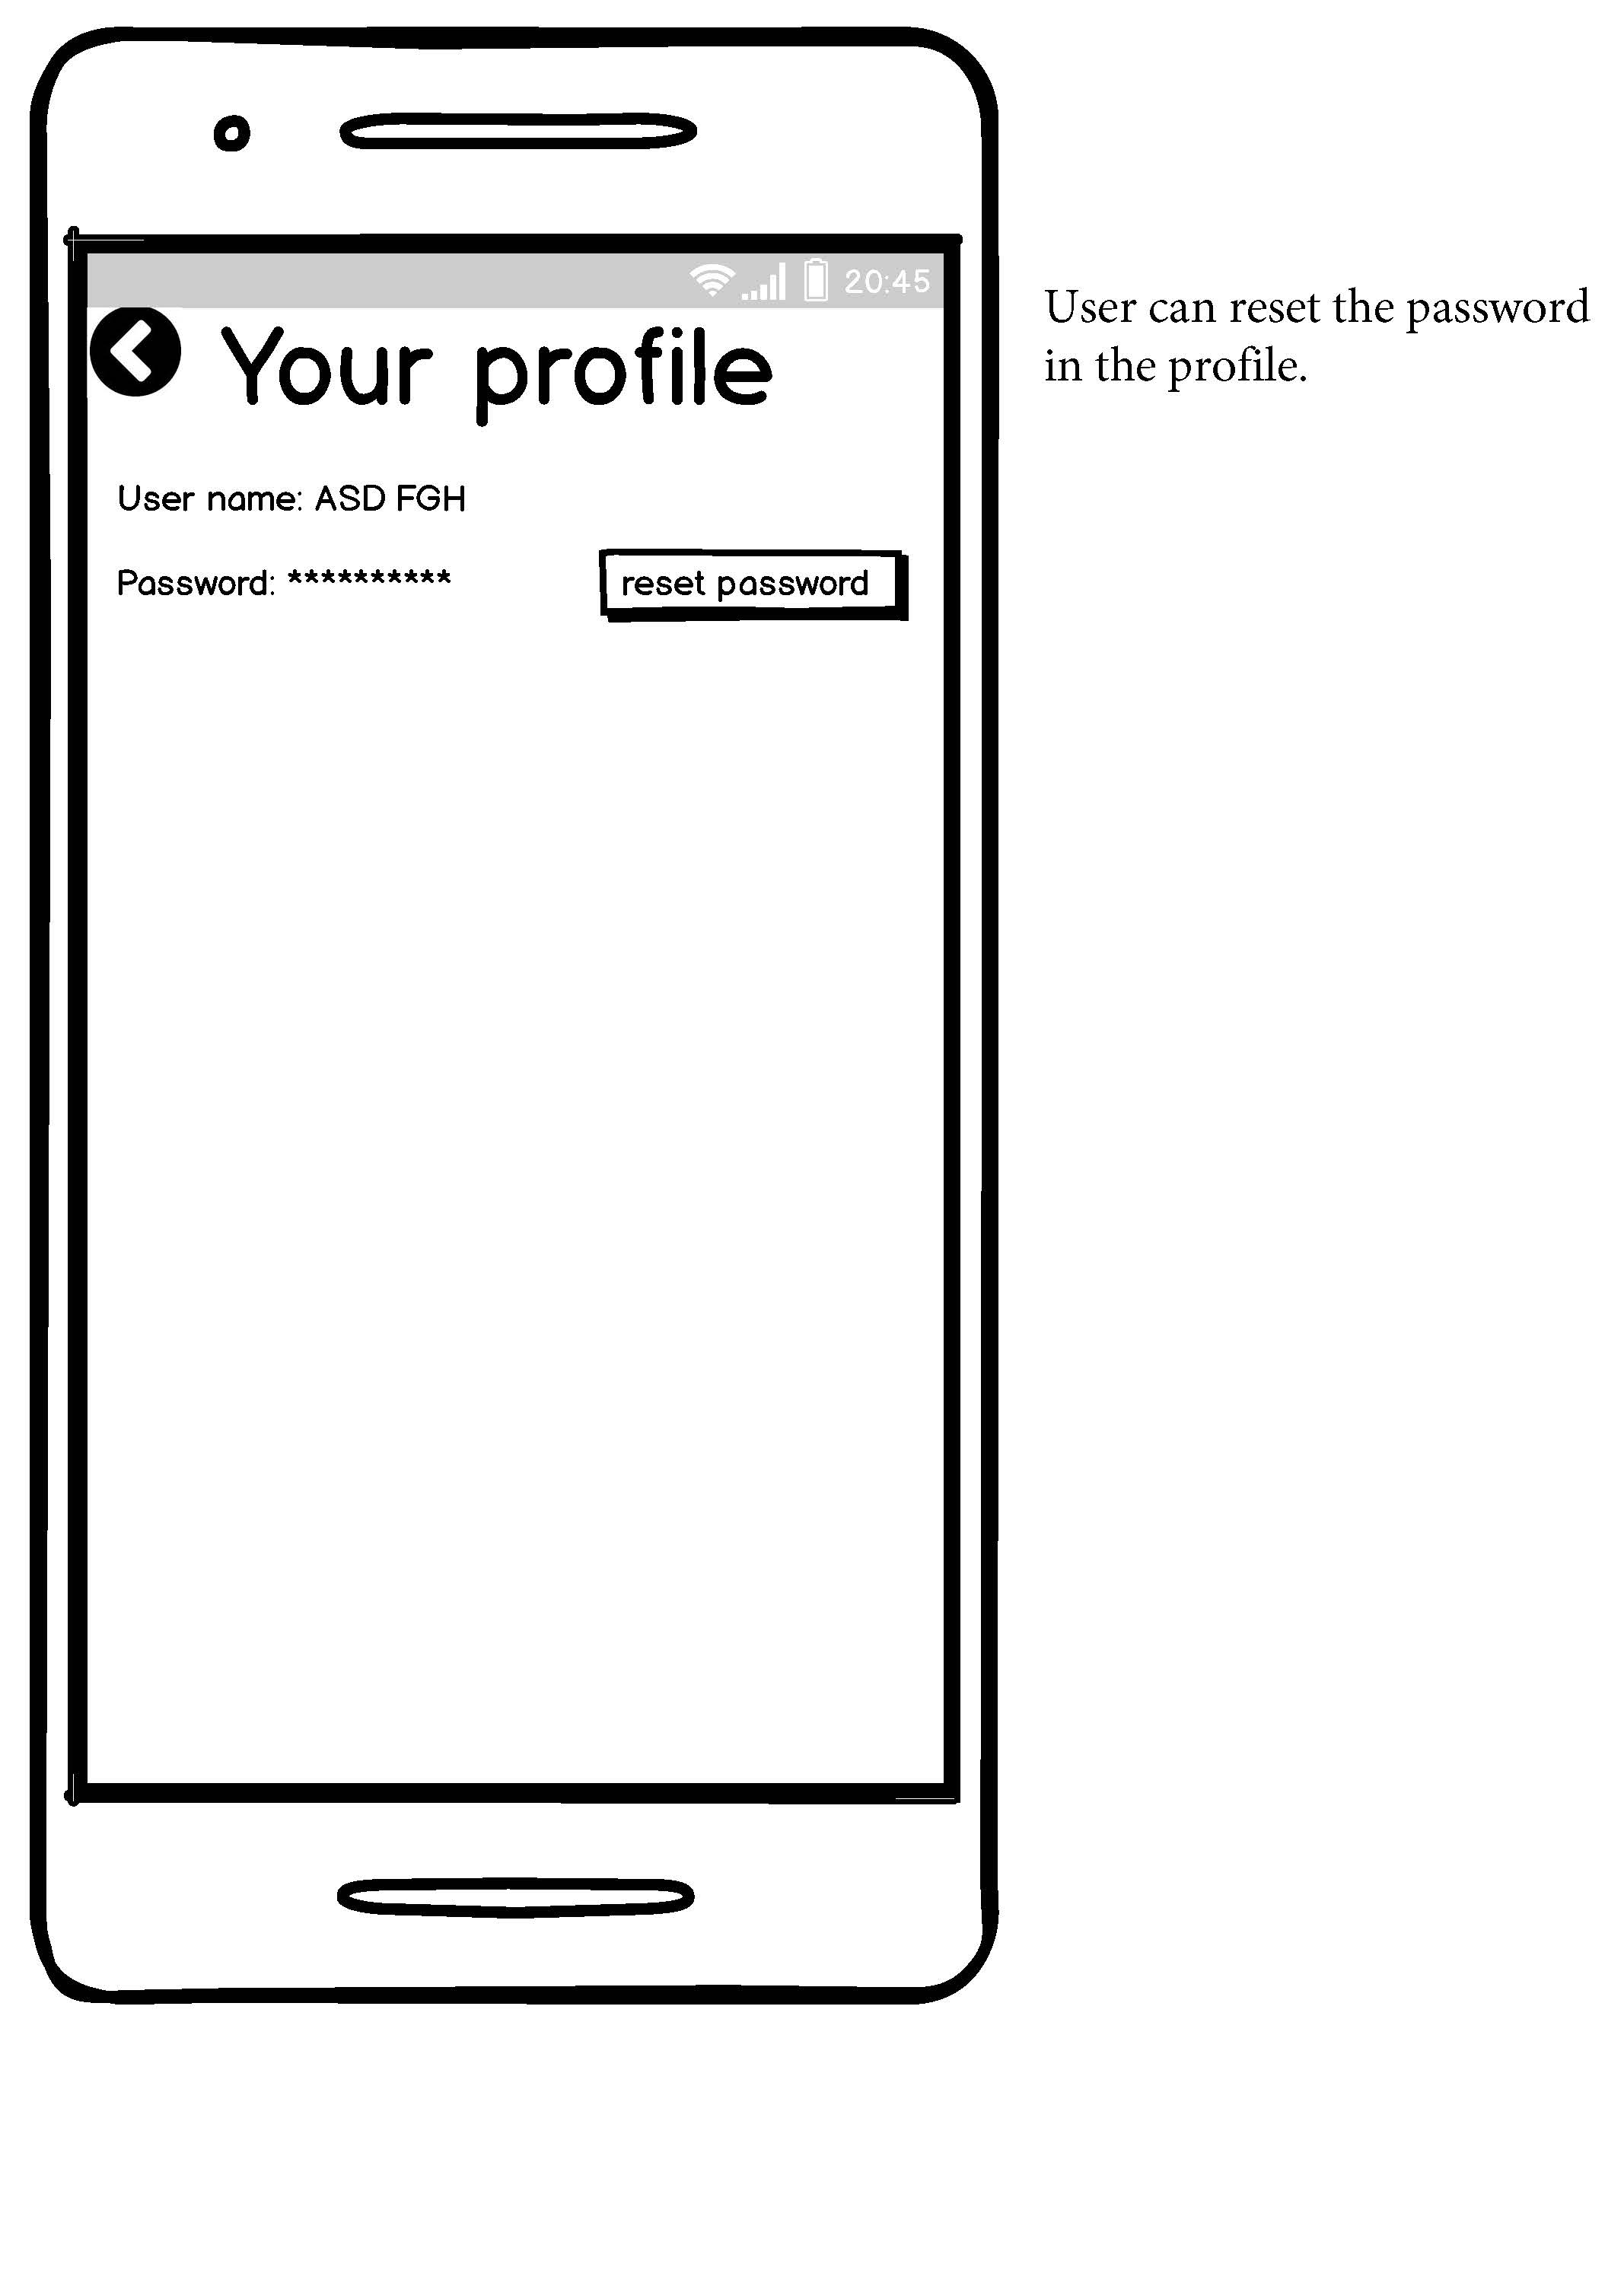 20:45
Your profile
User name: ASD FGH
Password: **********
reset password
User can reset the password
in the profile.